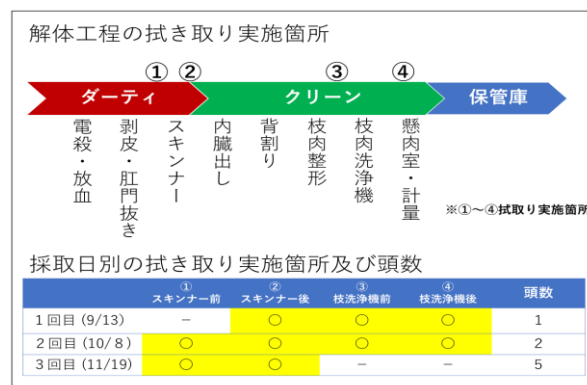 解体工程の拭き取り実施箇所
① ② ③ ④
ダーティ クリーン 保管庫
電殺・放血
剥皮・肛門抜き
スキンナー
内臓出し
背割り
枝肉整形
枝肉洗浄機
懸肉室・計量
※①~④拭取り実施箇所
採取日別の拭き取り実施箇所及び頭数
① ② ③ ④ 頭数
スキンナー前 スキンナー後 枝洗浄機前 枝洗浄機後
1回目 (9/13) − ○ ○ ○ 1
2回目 (10/8) ○ ○ ○ ○ 2
3回目 (11/19) ○ ○ − − 5